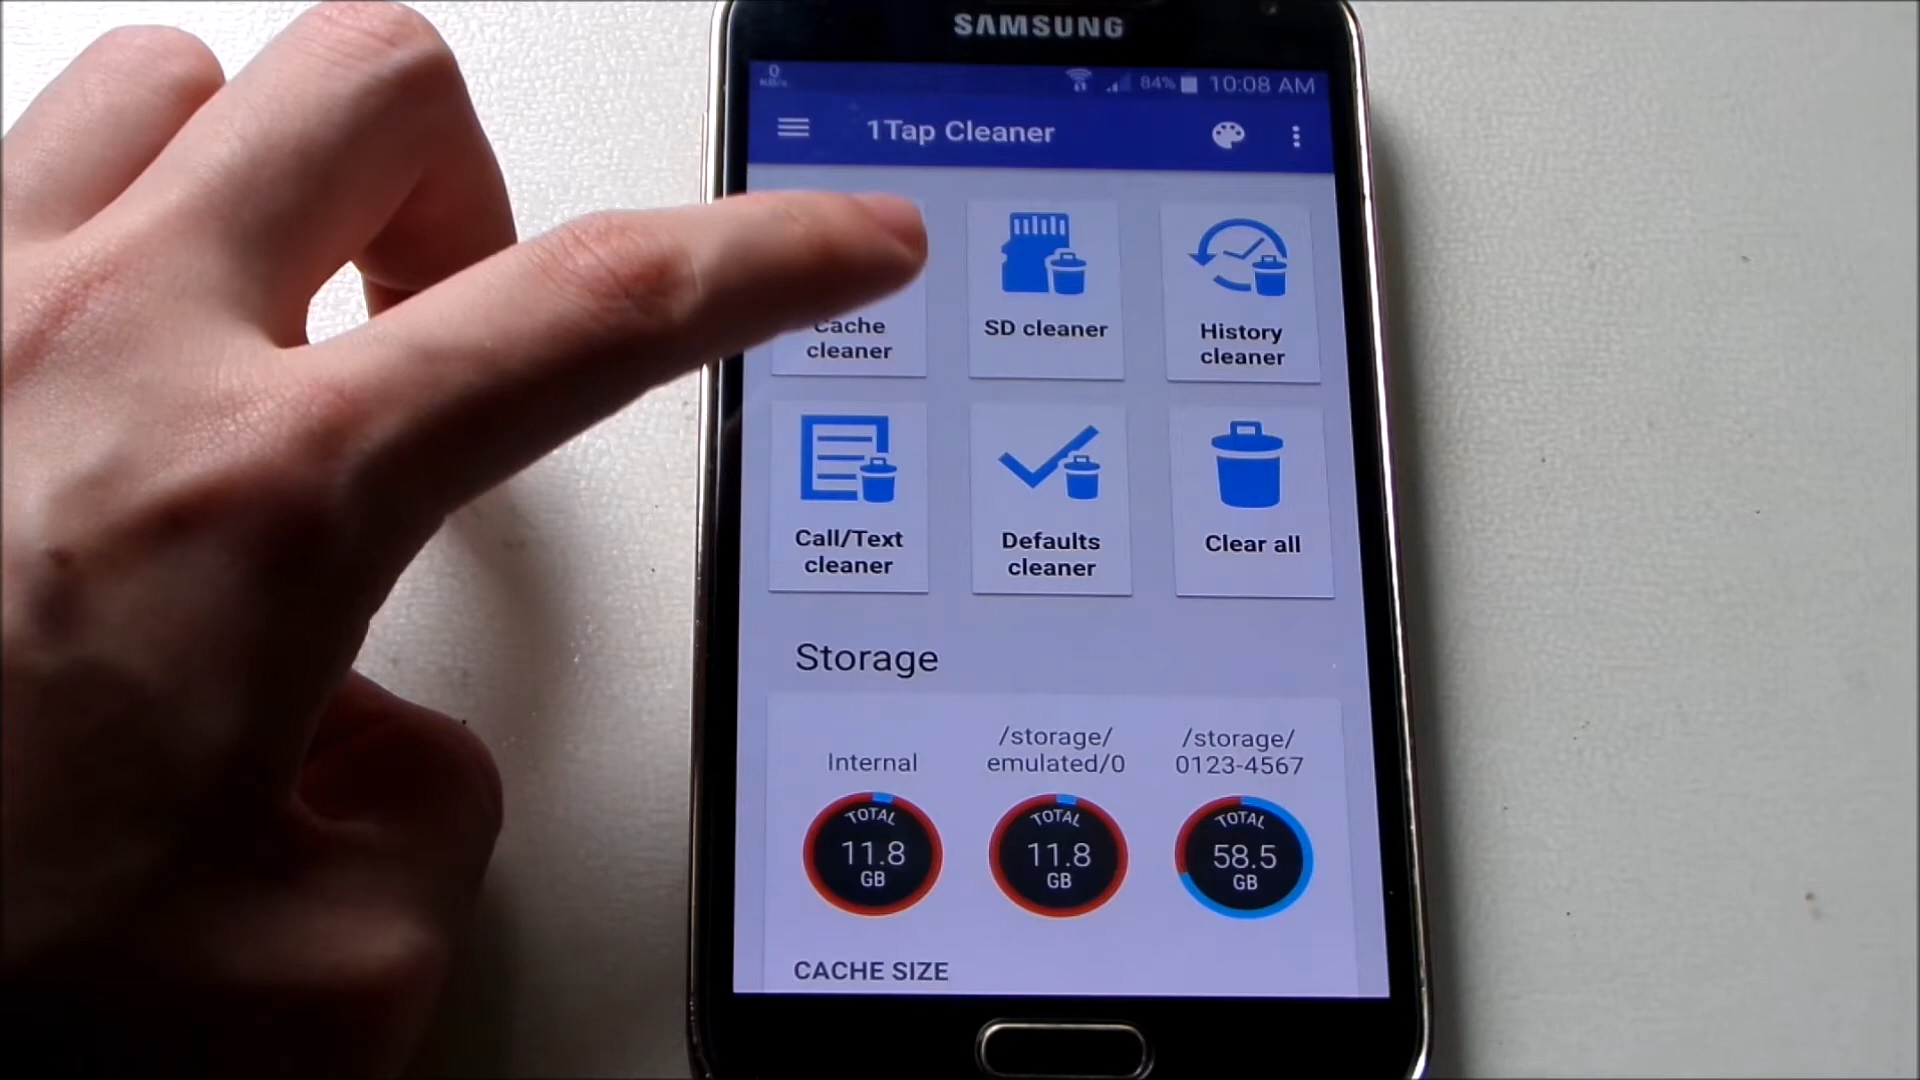 SAMSUNG
0
KB/s
84%
10:08 AM
1Tap Cleaner
Cache
cleaner
SD cleaner
History
cleaner
Call/Text
cleaner
Defaults
cleaner
Clear all
Storage
Internal
/storage/
emulated/0
/storage/
0123-4567
TOTAL
11.8
GB
TOTAL
11.8
GB
TOTAL
58.5
GB
CACHE SIZE